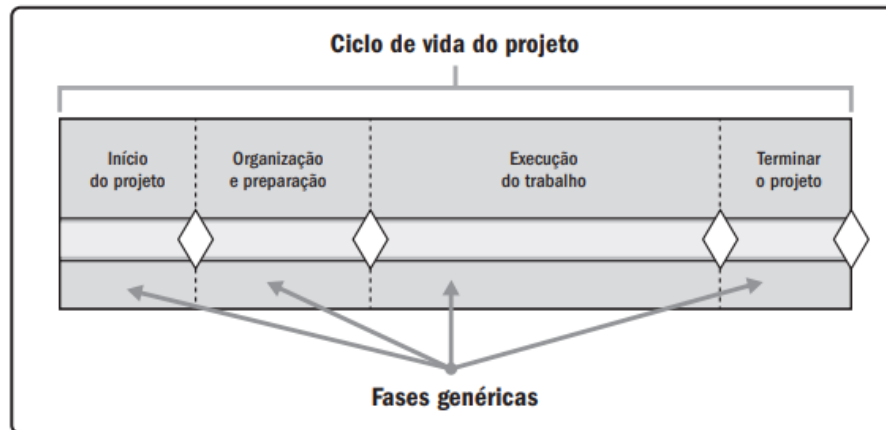 Ciclo de vida do projeto
Início
do projeto
Organização
e preparação
Execução
do trabalho
Terminar
o projeto
Fases genéricas